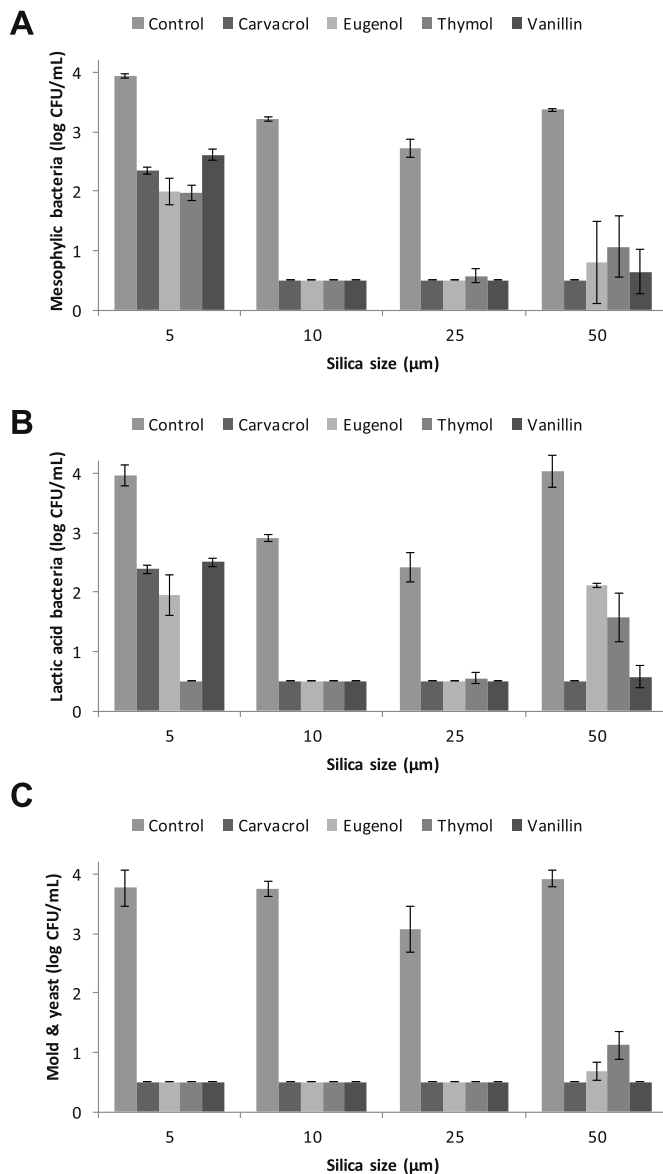 A
Control Carvacrol Eugenol Thymol Vanillin
Mesophylic bacteria (log CFU/mL)
4
3
2
1
0
5 10 25 50
Silica size (µm)
B
Control Carvacrol Eugenol Thymol Vanillin
Lactic acid bacteria (log CFU/mL)
4
3
2
1
0
5 10 25 50
Silica size (µm)
C
Control Carvacrol Eugenol Thymol Vanillin
Mold & yeast (log CFU/mL)
4
3
2
1
0
5 10 25 50
Silica size (µm)